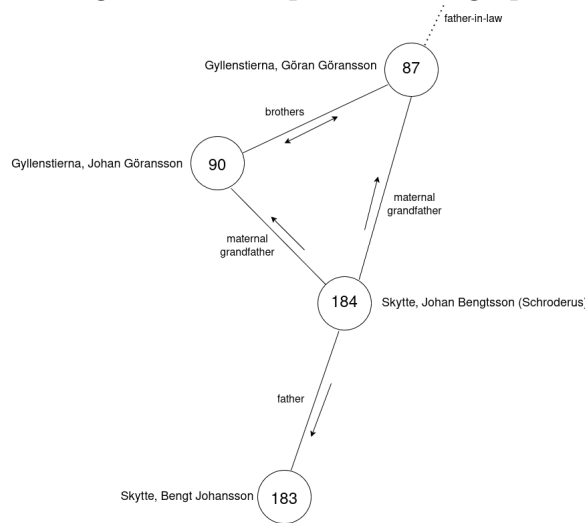 father-in-law
Gyllenstierna, Göran Göransson
87
brothers
Gyllenstierna, Johan Göransson
90
maternal
grandfather
maternal
grandfather
184
Skytte, Johan Bengtsson (Schroderus)
father
Skytte, Bengt Johansson
183